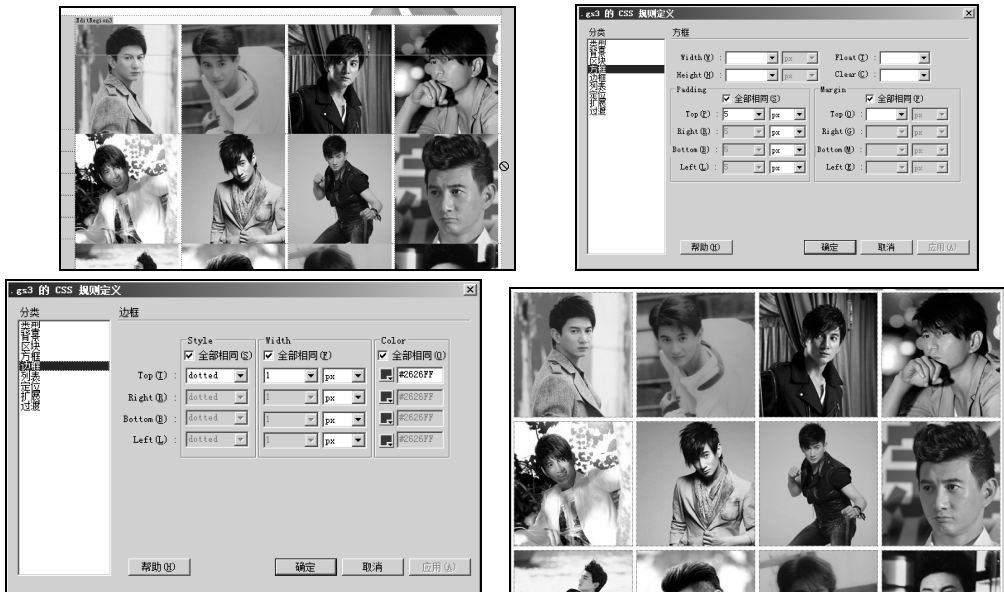 EditRegion3
.gs3 的 CSS 规则定义
分类
方框
类型
背景
区块
方框
边框
列表
定位
扩展
过渡
Width(W) : px Float(T) :
Height(H) : px Clear(C) :
Padding Margin
全部相同(S) 全部相同(F)
Top(P) : 5 px Top(O) : px
Right(R) : 5 px Right(G) : px
Bottom(B) : 5 px Bottom(M) : px
Left(L) : 5 px Left(E) : px
帮助(H) 确定 取消 应用(A)
.gs3 的 CSS 规则定义
分类
边框
类型
背景
区块
方框
边框
列表
定位
扩展
过渡
Style Width Color
全部相同(S) 全部相同(F) 全部相同(O)
Top(T) : dotted 1 px #2626FF
Right(R) : dotted 1 px #2626FF
Bottom(B) : dotted 1 px #2626FF
Left(L) : dotted 1 px #2626FF
帮助(H) 确定 取消 应用(A)